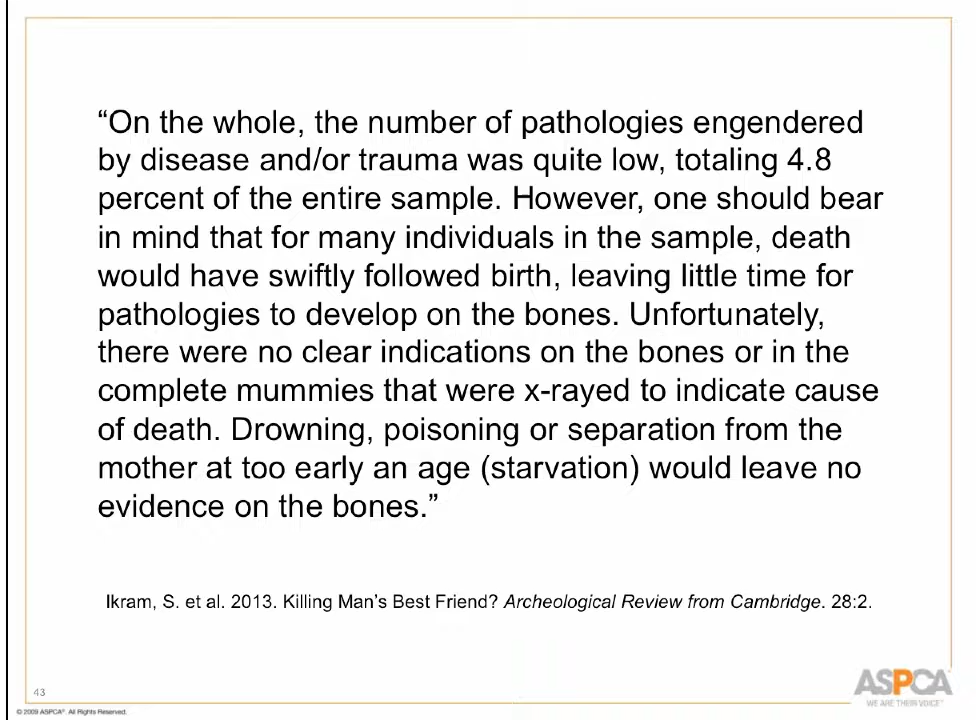 “On the whole, the number of pathologies engendered
by disease and/or trauma was quite low, totaling 4.8
percent of the entire sample. However, one should bear
in mind that for many individuals in the sample, death
would have swiftly followed birth, leaving little time for
pathologies to develop on the bones. Unfortunately,
there were no clear indications on the bones or in the
complete mummies that were x-rayed to indicate cause
of death. Drowning, poisoning or separation from the
mother at too early an age (starvation) would leave no
evidence on the bones.”
Ikram, S. et al. 2013. Killing Man’s Best Friend? Archeological Review from Cambridge. 28:2.
43
© 2009 ASPCA®. All Rights Reserved.
ASPCA
WE ARE THEIR VOICE™